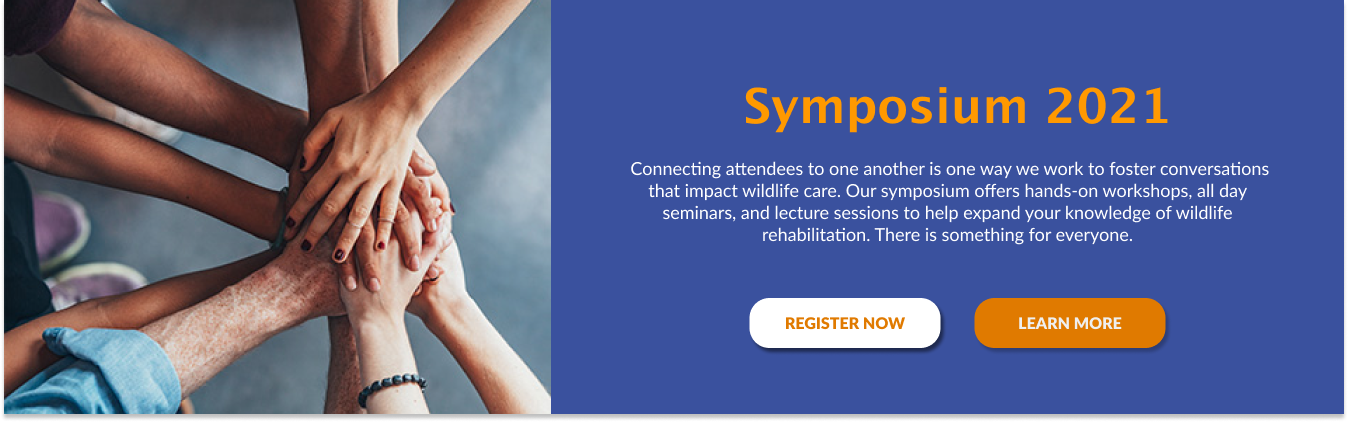 Symposium 2021
Connecting attendees to one another is one way we work to foster conversations
that impact wildlife care. Our symposium offers hands-on workshops, all day
seminars, and lecture sessions to help expand your knowledge of wildlife
rehabilitation. There is something for everyone.
REGISTER NOW
LEARN MORE